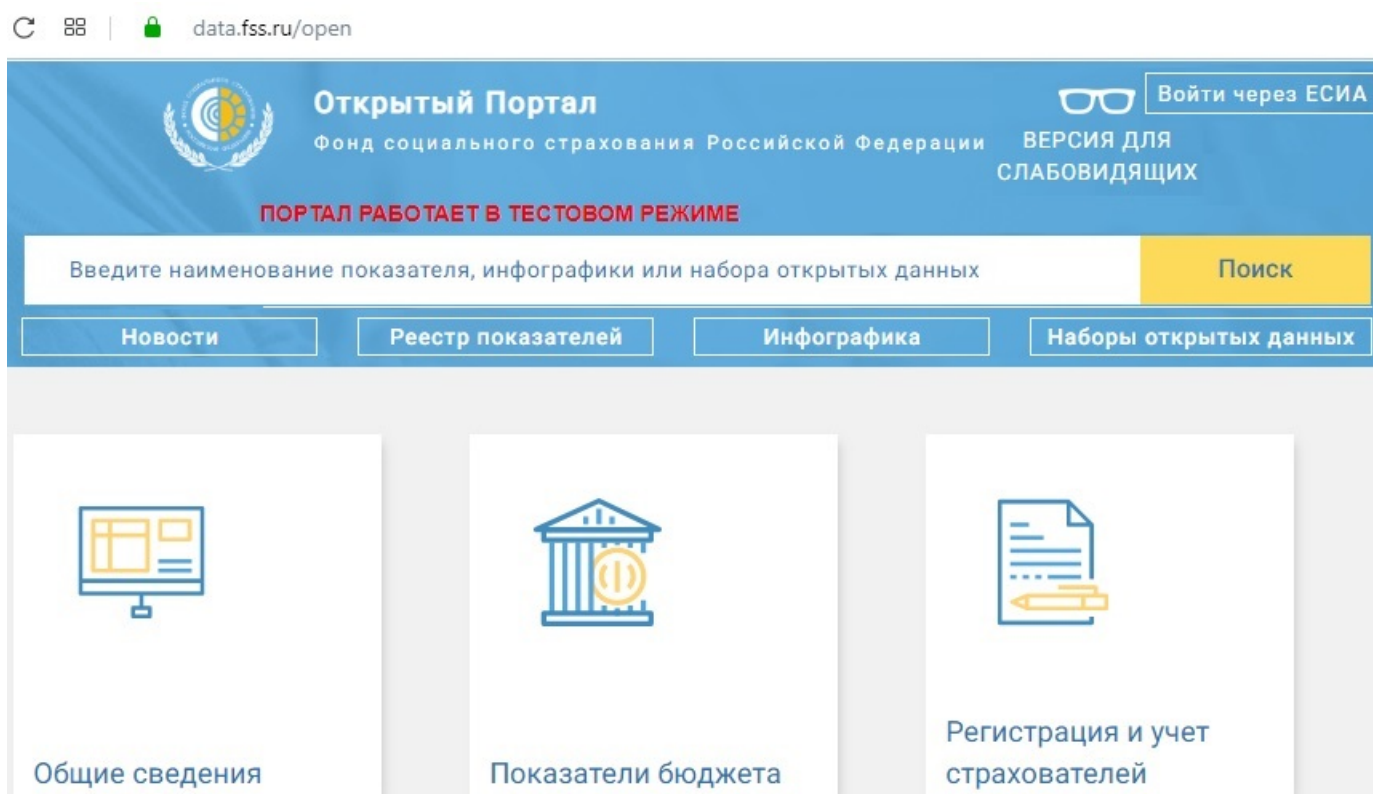 data.fss.ru/open
Открытый Портал
Войти через ЕСИА
Фонд социального страхования Российской Федерации
ВЕРСИЯ ДЛЯ
СЛАБОВИДЯЩИХ
ПОРТАЛ РАБОТАЕТ В ТЕСТОВОМ РЕЖИМЕ
Введите наименование показателя, инфографики или набора открытых данных
Поиск
Новости
Реестр показателей
Инфографика
Наборы открытых данных
Общие сведения
Показатели бюджета
Регистрация и учет
страхователей